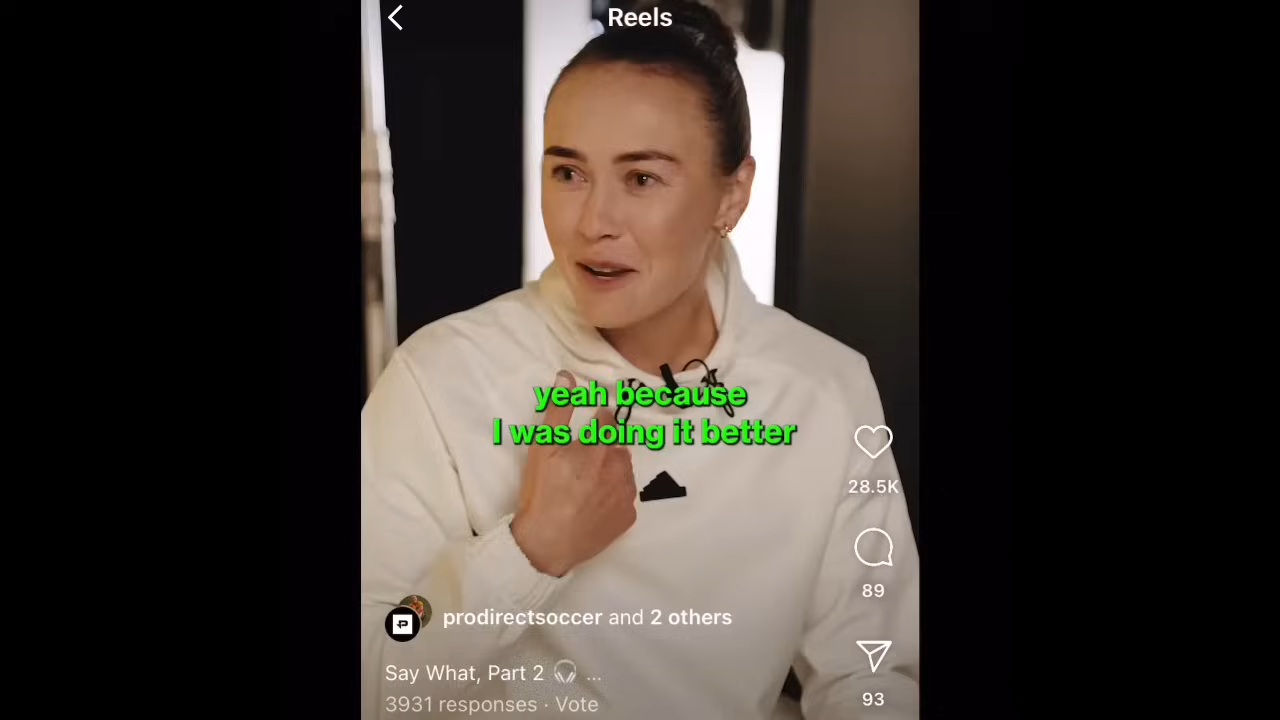 Reels
yeah because
I was doing it better
28.5K
89
prodirectsoccer and 2 others
Say What, Part 2 🎧 ...
3931 responses · Vote
93